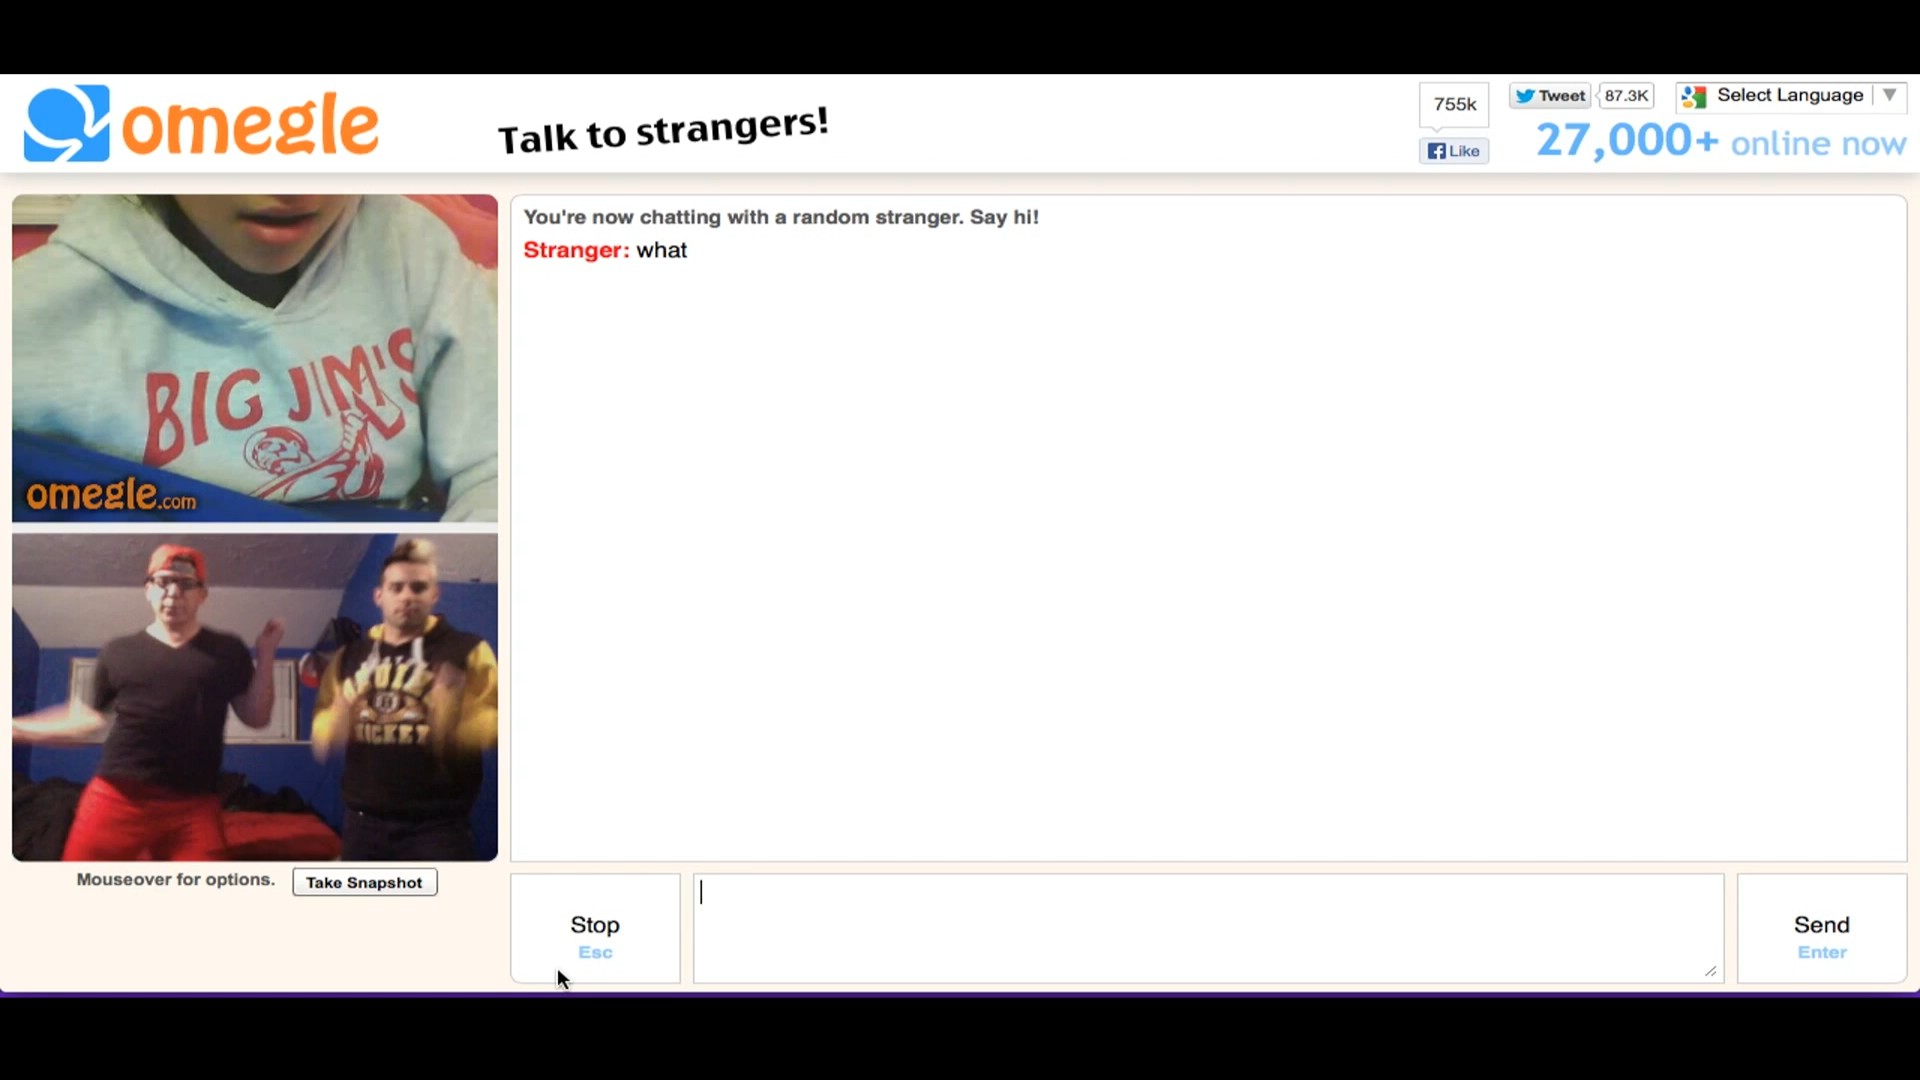 omegle
Talk to strangers!
755k
Like
Tweet
87.3K
Select Language
27,000+ online now
BIG JIM'S
omegle.com
HOCKEY
You're now chatting with a random stranger. Say hi!
Stranger: what
Mouseover for options.
Take Snapshot
Stop
Esc
Send
Enter